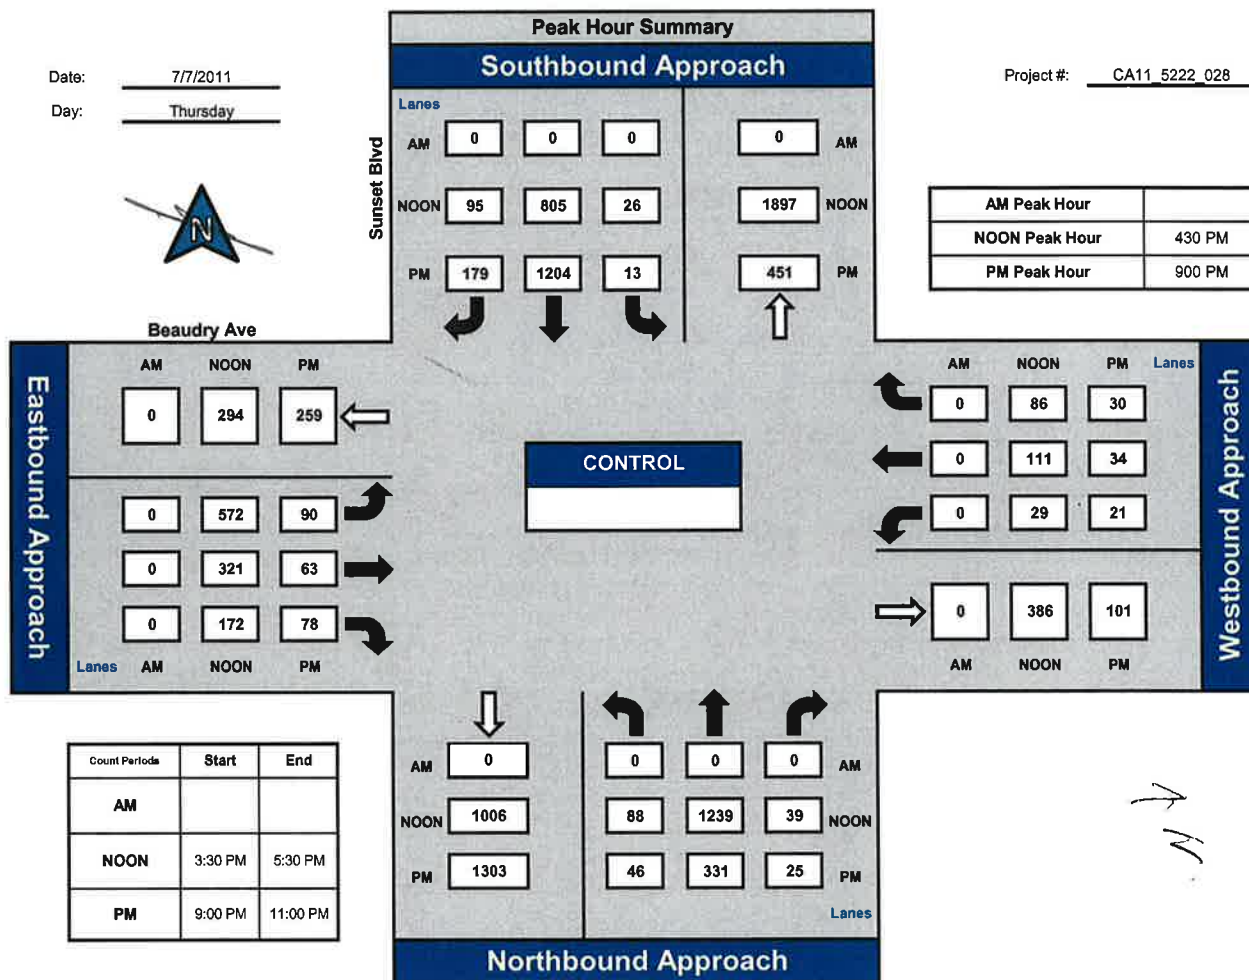 Peak Hour Summary
Southbound Approach
Date: 7/7/2011
Day: Thursday
Project #: CA11_5222_028
N
Sunset Blvd
Lanes
AM 0 0 0 0 AM
NOON 95 805 26 1897 NOON
PM 179 1204 13 451 PM
AM Peak Hour
NOON Peak Hour 430 PM
PM Peak Hour 900 PM
Beaudry Ave
Eastbound Approach
AM NOON PM
0 294 259
0 572 90
0 321 63
0 172 78
Lanes AM NOON PM
CONTROL
AM NOON PM Lanes
0 86 30
0 111 34
0 29 21
0 386 101
AM NOON PM
Westbound Approach
Count Periods Start End
AM
NOON 3:30 PM 5:30 PM
PM 9:00 PM 11:00 PM
AM 0 0 0 0 AM
NOON 1006 88 1239 39 NOON
PM 1303 46 331 25 PM
Lanes
Northbound Approach